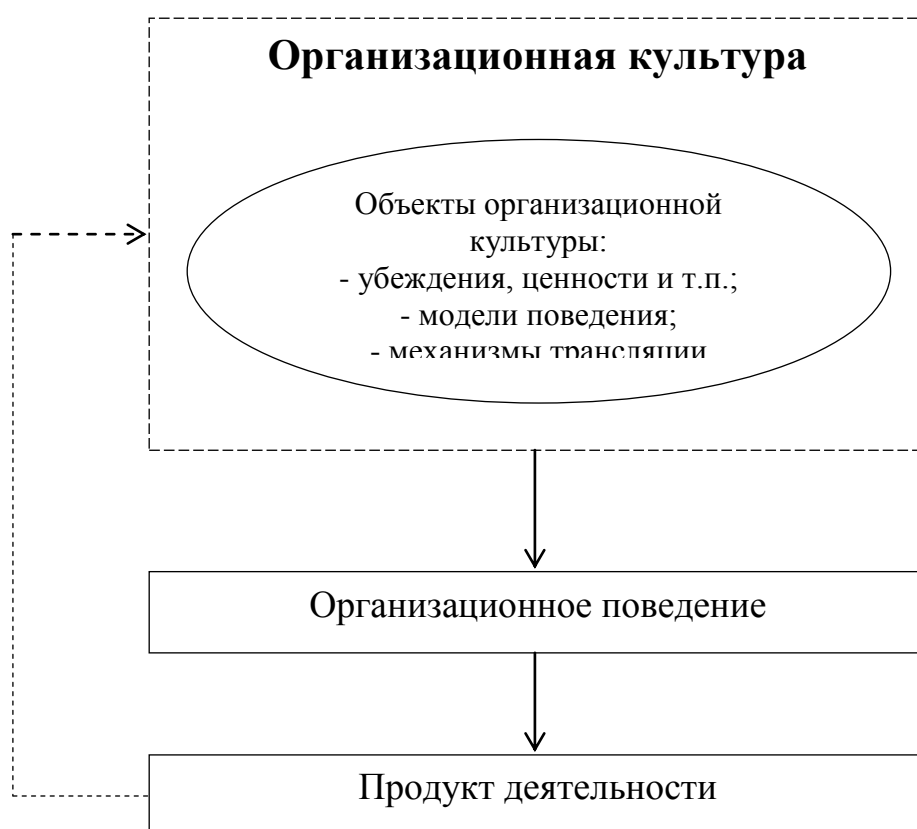 Организационная культура
Объекты организационной
культуры:
- убеждения, ценности и т.п.;
- модели поведения;
- механизмы трансляции
Организационное поведение
Продукт деятельности